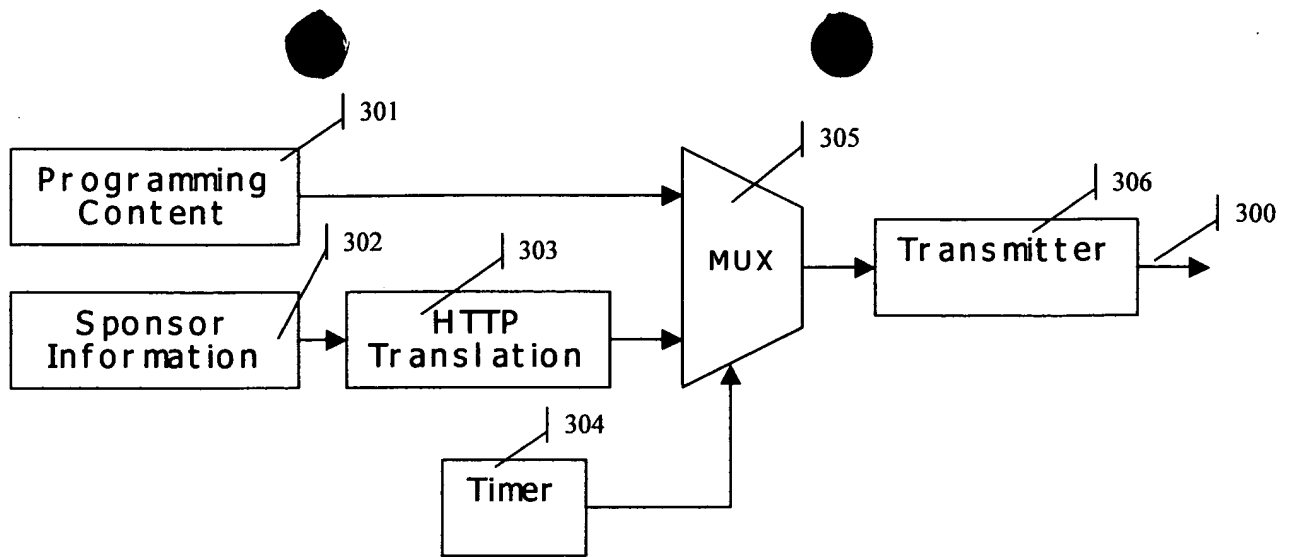 301
Programming
Content
302
Sponsor
Information
303
HTTP
Translation
304
Timer
305
MUX
306
Transmitter
300